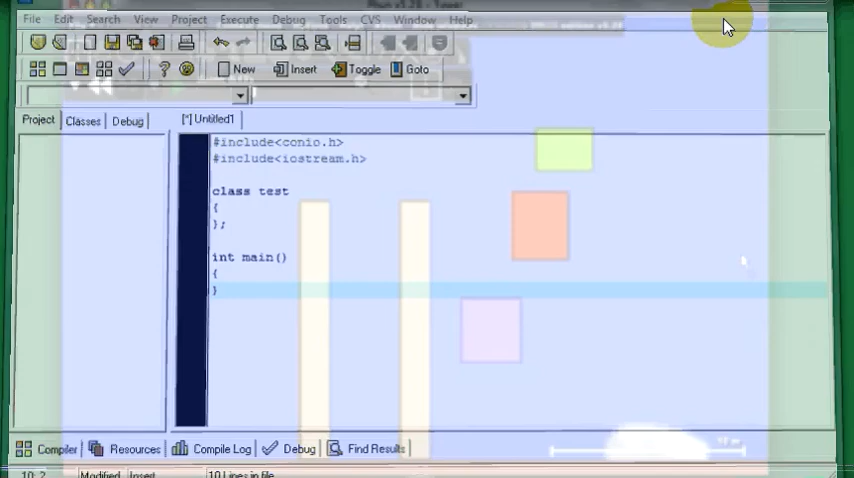 File Edit Search View Project Execute Debug Tools CVS Window Help
New Insert Toggle Goto
Project Classes Debug [*] Untitled1
#include<conio.h>
#include<iostream.h>
class test
{
};
int main()
{
}
Compiler Resources Compile Log Debug Find Results
10: 2 Modified Insert 10 Lines in file